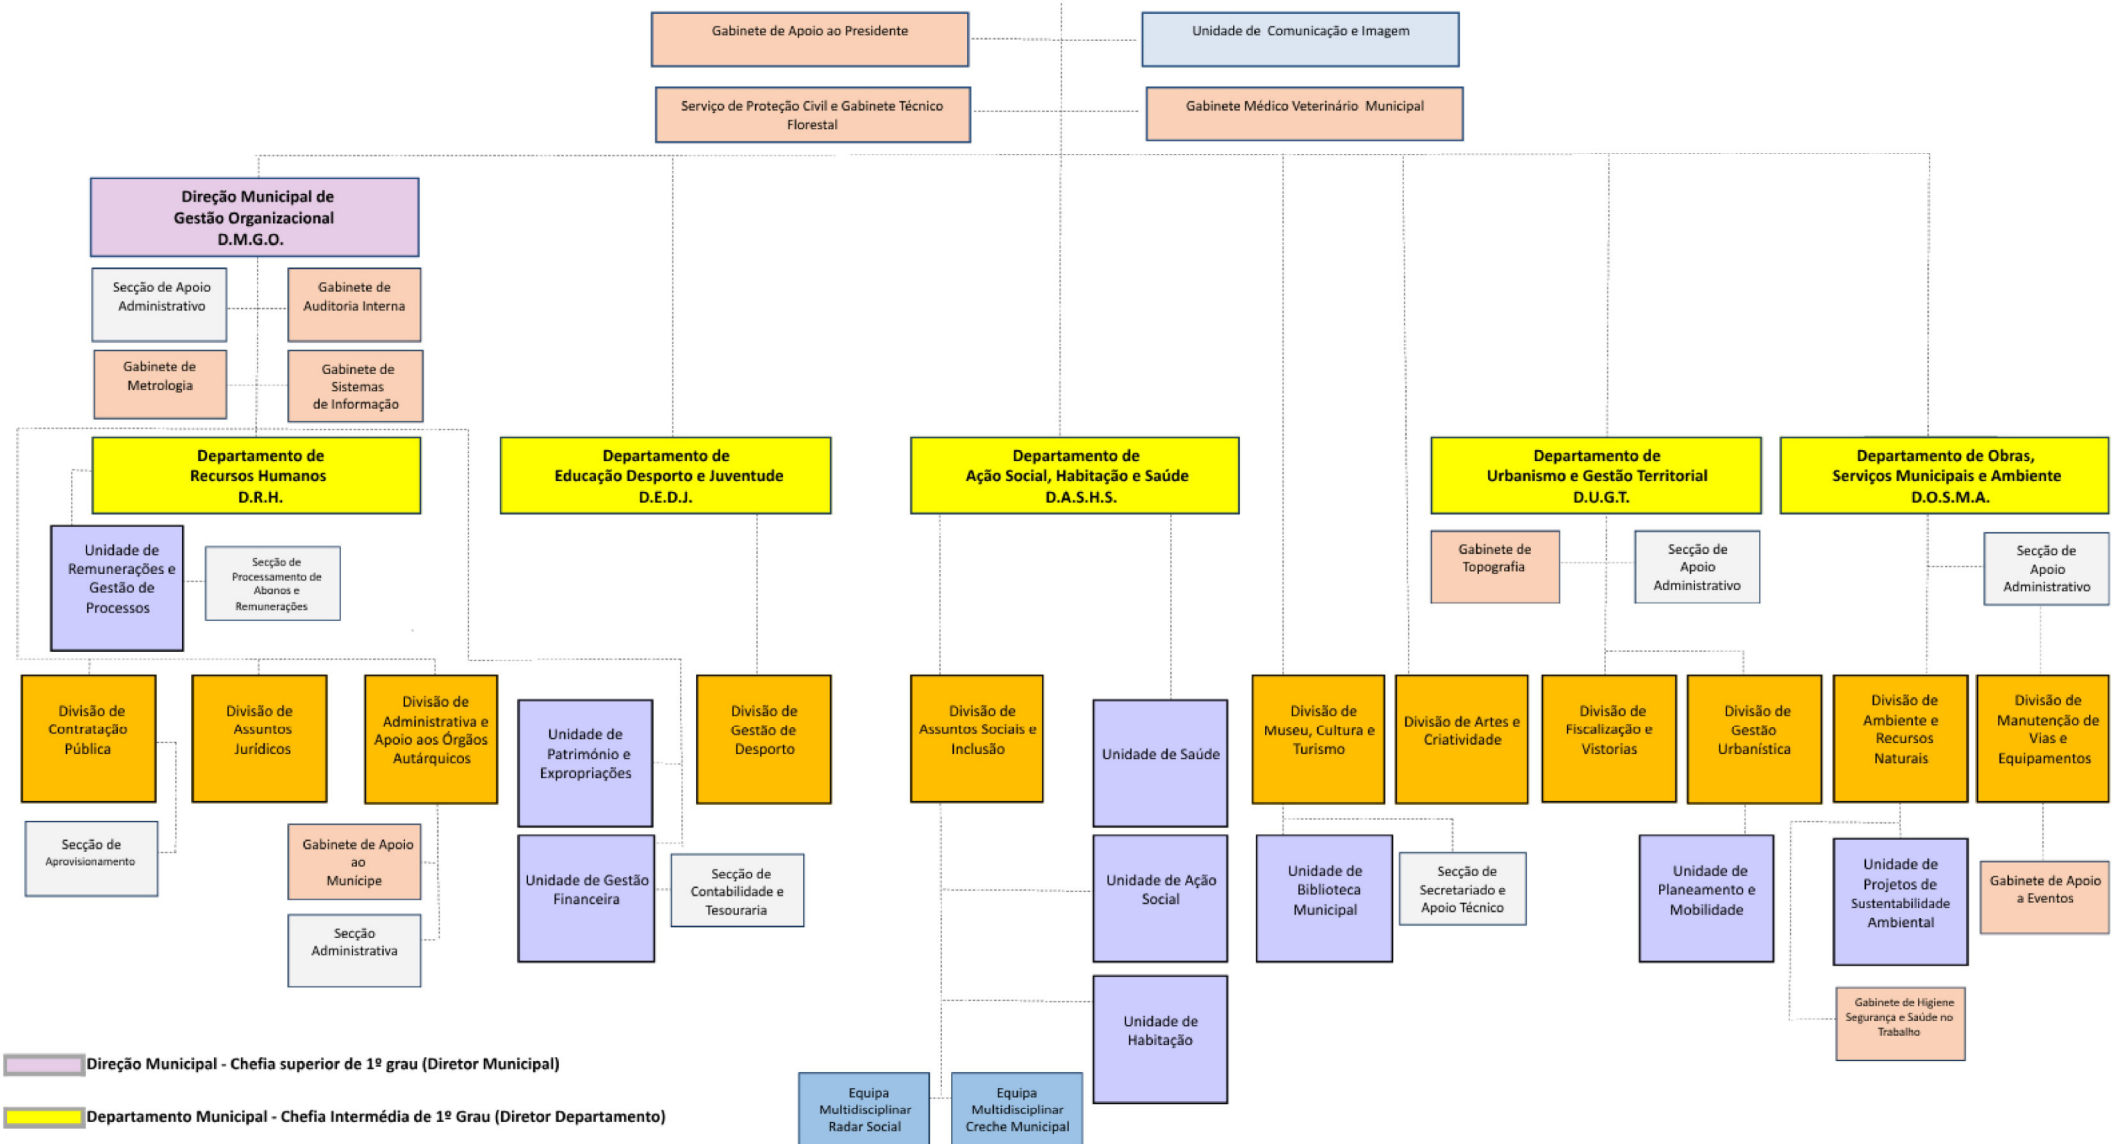 Gabinete de Apoio ao Presidente
Unidade de Comunicação e Imagem
Serviço de Proteção Civil e Gabinete Técnico
Florestal
Gabinete Médico Veterinário Municipal
Direção Municipal de
Gestão Organizacional
D.M.G.O.
Secção de Apoio
Administrativo
Gabinete de
Auditoria Interna
Gabinete de
Metrologia
Gabinete de
Sistemas
de Informação
Departamento de
Recursos Humanos
D.R.H.
Departamento de
Educação Desporto e Juventude
D.E.D.J.
Departamento de
Ação Social, Habitação e Saúde
D.A.S.H.S.
Departamento de
Urbanismo e Gestão Territorial
D.U.G.T.
Departamento de Obras,
Serviços Municipais e Ambiente
D.O.S.M.A.
Unidade de
Remunerações e
Gestão de
Processos
Secção de
Processamento de
Abonos e
Remunerações
Gabinete de
Topografia
Secção de
Apoio
Administrativo
Secção de
Apoio
Administrativo
Divisão de
Contratação
Pública
Divisão de
Assuntos
Jurídicos
Divisão de
Administrativa e
Apoio aos Órgãos
Autárquicos
Unidade de
Património e
Expropriações
Divisão de
Gestão de
Desporto
Divisão de
Assuntos Sociais e
Inclusão
Unidade de Saúde
Divisão de
Museu, Cultura e
Turismo
Divisão de Artes e
Criatividade
Divisão de
Fiscalização e
Vistorias
Divisão de
Gestão
Urbanística
Divisão de
Ambiente e
Recursos
Naturais
Divisão de
Manutenção de
Vias e
Equipamentos
Secção de
Aprovisionamento
Gabinete de Apoio
ao
Munícipe
Secção
Administrativa
Unidade de Gestão
Financeira
Secção de
Contabilidade e
Tesouraria
Unidade de Ação
Social
Unidade de
Habitação
Unidade de
Biblioteca
Municipal
Secção de
Secretariado e
Apoio Técnico
Unidade de
Planeamento e
Mobilidade
Unidade de
Projetos de
Sustentabilidade
Ambiental
Gabinete de Apoio
a Eventos
Gabinete de Higiene
Segurança e Saúde no
Trabalho
Equipa
Multidisciplinar
Radar Social
Equipa
Multidisciplinar
Creche Municipal
Direção Municipal - Chefia superior de 1º grau (Diretor Municipal)
Departamento Municipal - Chefia Intermédia de 1º Grau (Diretor Departamento)